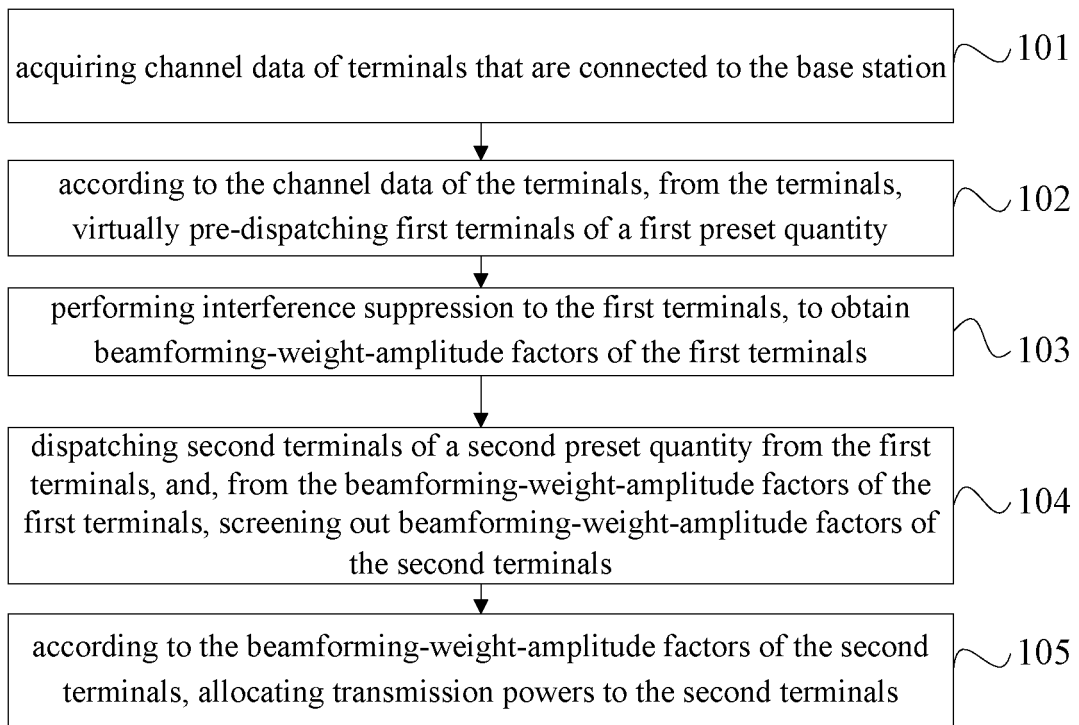 acquiring channel data of terminals that are connected to the base station
101
according to the channel data of the terminals, from the terminals,
virtually pre-dispatching first terminals of a first preset quantity
102
performing interference suppression to the first terminals, to obtain
beamforming-weight-amplitude factors of the first terminals
103
dispatching second terminals of a second preset quantity from the first
terminals, and, from the beamforming-weight-amplitude factors of the
first terminals, screening out beamforming-weight-amplitude factors of
the second terminals
104
according to the beamforming-weight-amplitude factors of the second
terminals, allocating transmission powers to the second terminals
105